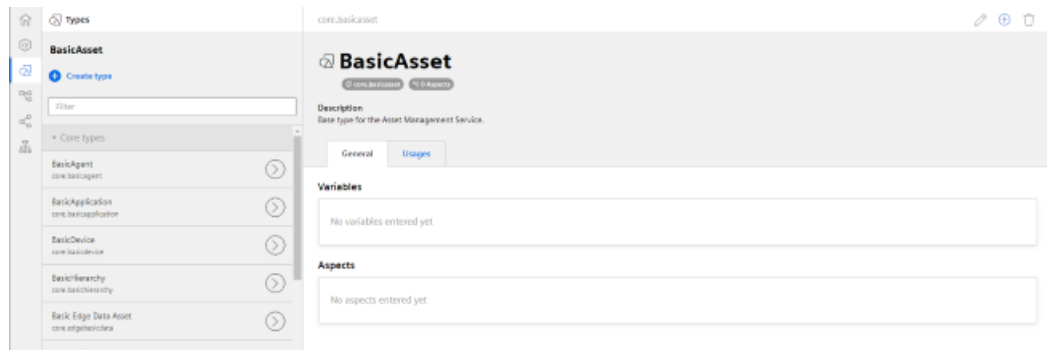 Types
BasicAsset
Create type
Filter
Core types
BasicAgent
core.basicagent
BasicApplication
core.basicapplication
BasicDevice
core.basicdevice
BasicHierarchy
core.basichierarchy
Basic Edge Data Asset
core.edgebasicdata
core.basicasset
BasicAsset
core.basicasset 0 Aspects
Description
Base type for the Asset Management Service.
General Usages
Variables
No variables entered yet
Aspects
No aspects entered yet